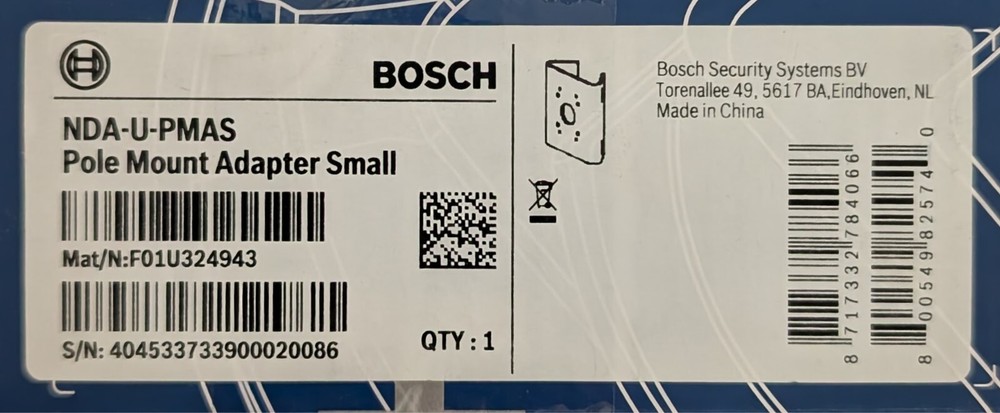 BOSCH
NDA-U-PMAS
Pole Mount Adapter Small
Mat/N:F01U324943
S/N: 404533733900020086
QTY : 1
Bosch Security Systems BV
Torenallee 49, 5617 BA,Eindhoven, NL
Made in China
8 717332 784066
8 00549 82574 0